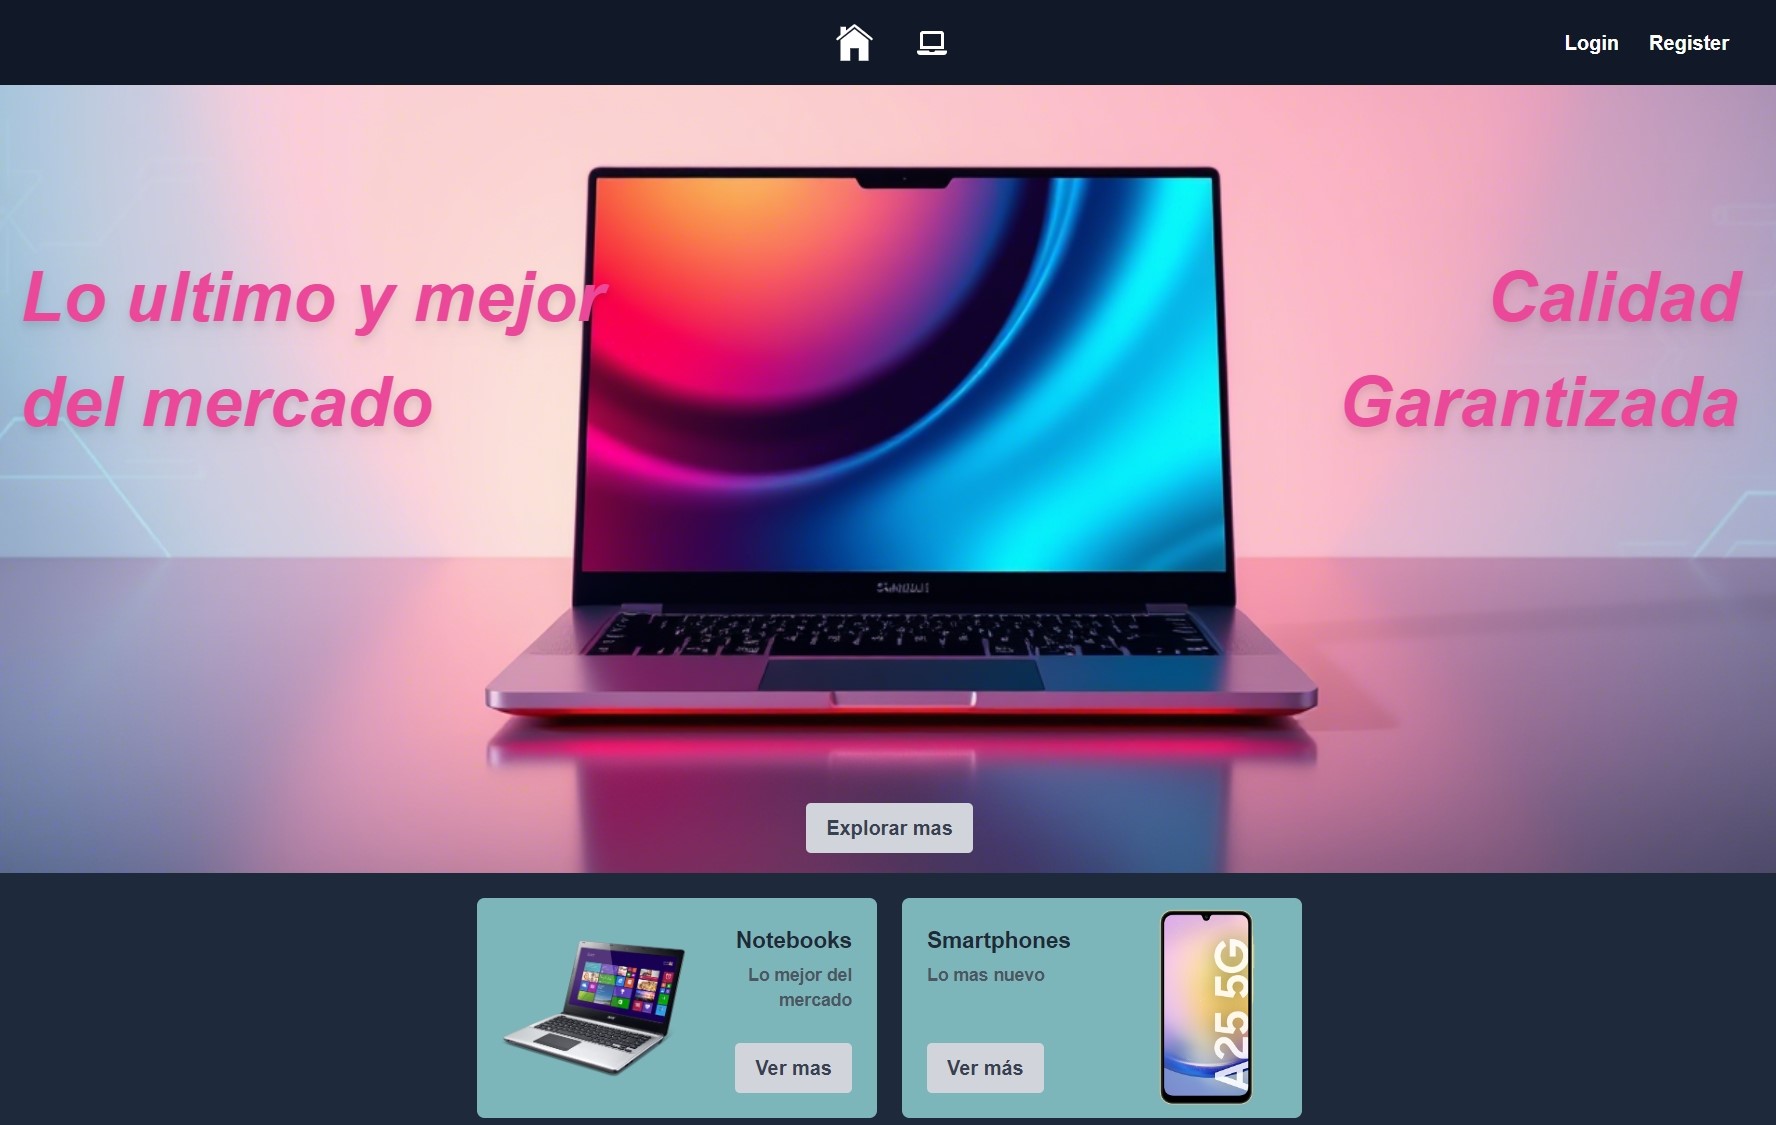 Login Register
Lo ultimo y mejor
del mercado
Calidad
Garantizada
Explorar mas
Notebooks
Lo mejor del
mercado
Ver mas
Smartphones
Lo mas nuevo
Ver más
A25 5G